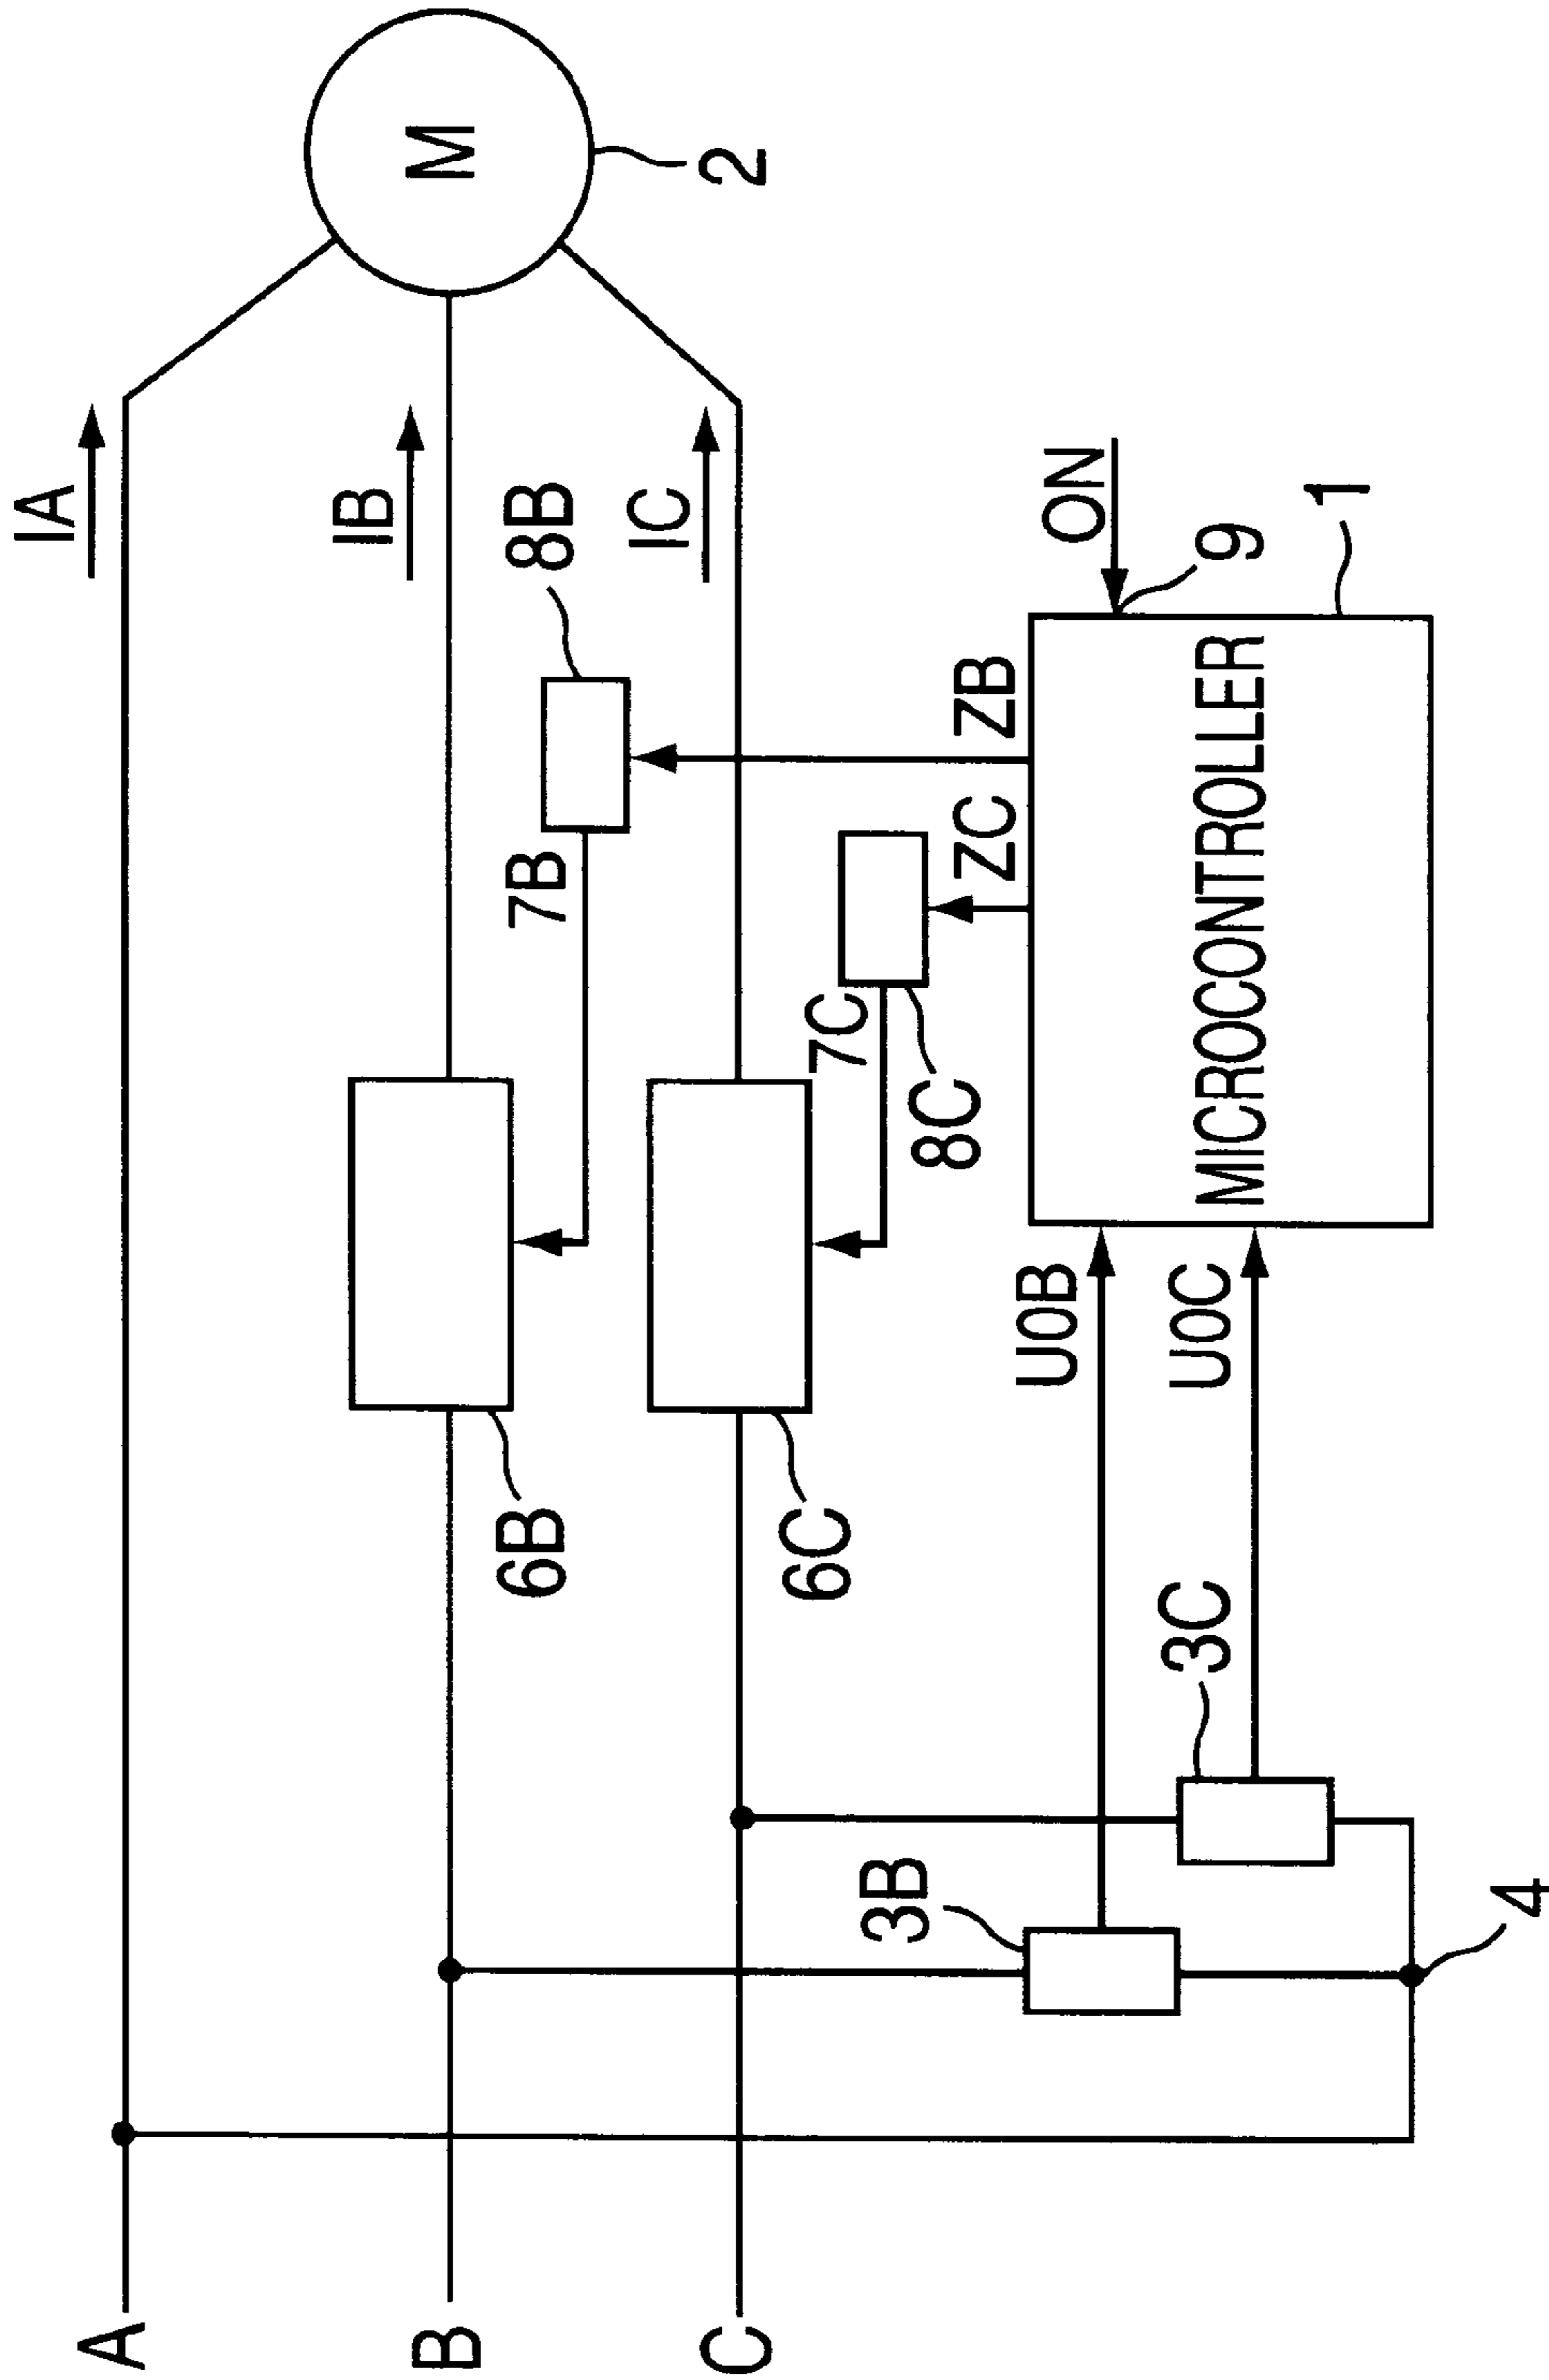 IA
A
M
IB
B
2
8B
7B
6B
IC
C
7C
6C
8C
ZB
ZC
ON
9
1
MICROCONTROLLER
U0B
U0C
3B
3C
4